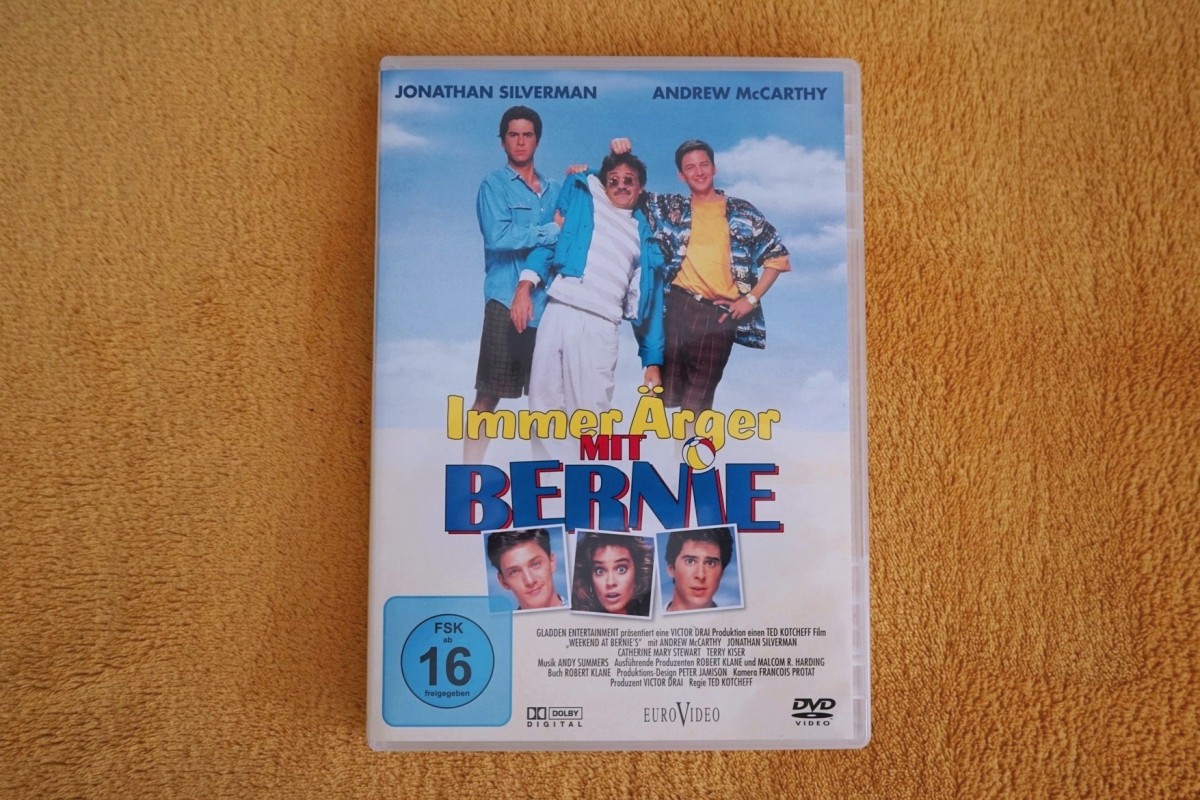 JONATHAN SILVERMAN ANDREW McCARTHY
Immer Ärger
MIT
BERNIE
GLADDEN ENTERTAINMENT präsentiert eine VICTOR DRAI Produktion einen TED KOTCHEFF Film
„WEEKEND AT BERNIE'S“ mit ANDREW McCARTHY JONATHAN SILVERMAN
CATHERINE MARY STEWART TERRY KISER
Musik ANDY SUMMERS Ausführende Produzenten ROBERT KLANE und MALCOM R. HARDING
Buch ROBERT KLANE Produktions-Design PETER JAMISON Kamera FRANCOIS PROTAT
Produzent VICTOR DRAI Regie TED KOTCHEFF
FSK
ab
16
freigegeben
DOLBY
DIGITAL
EUROVIDEO
DVD
VIDEO